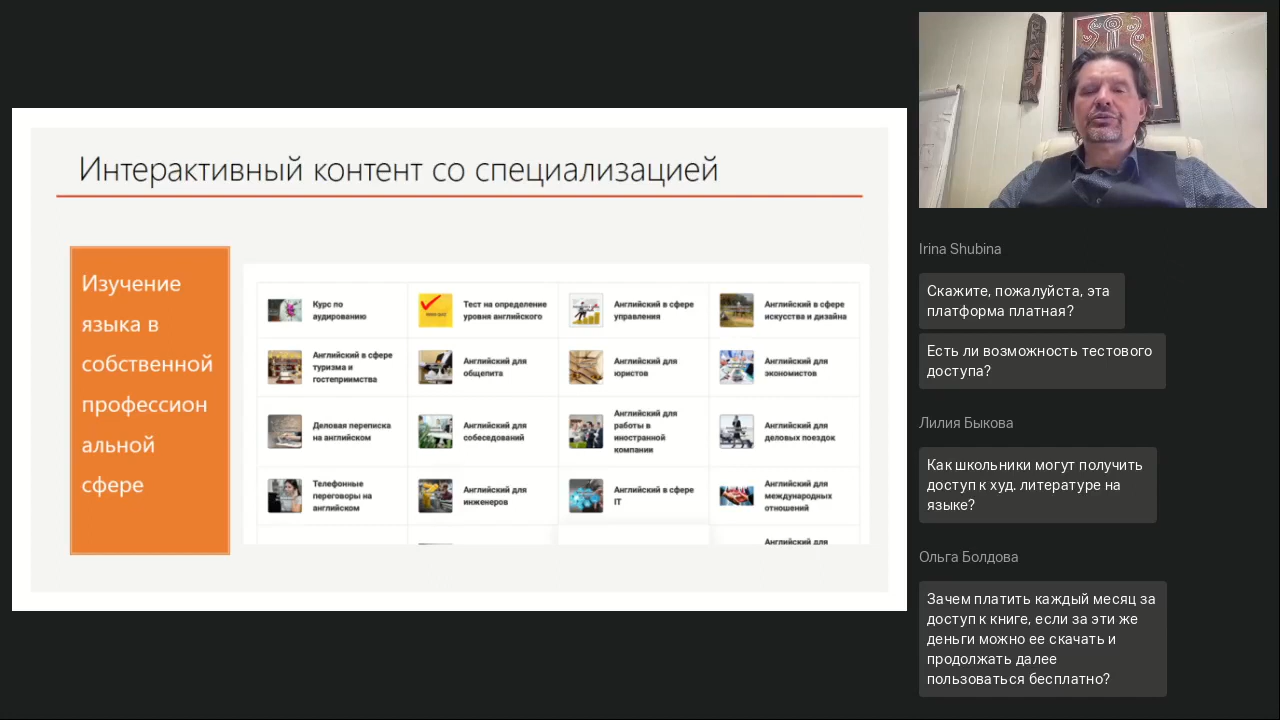 Интерактивный контент со специализацией
Изучение
языка в
собственной
профессион
альной
сфере
Курс по
аудированию
Тест на определение
уровня английского
Английский в сфере
управления
Английский в сфере
искусства и дизайна
Английский в сфере
туризма и
гостеприимства
Английский для
общепита
Английский для
юристов
Английский для
экономистов
Деловая переписка
на английском
Английский для
собеседований
Английский для
работы в
иностранной
компании
Английский для
деловых поездок
Телефонные
переговоры на
английском
Английский для
инженеров
Английский в сфере
IT
Английский для
международных
отношений
Английский для
Irina Shubina
Скажите, пожалуйста, эта
платформа платная?
Есть ли возможность тестового
доступа?
Лилия Быкова
Как школьники могут получить
доступ к худ. литературе на
языке?
Ольга Болдова
Зачем платить каждый месяц за
доступ к книге, если за эти же
деньги можно ее скачать и
продолжать далее
пользоваться бесплатно?